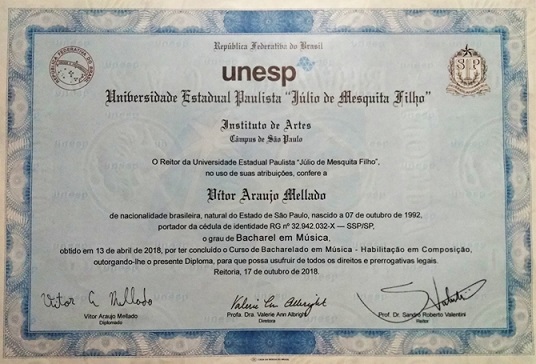 República Federativa do Brasil
unesp
Universidade Estadual Paulista "Júlio de Mesquita Filho"
Instituto de Artes
Câmpus de São Paulo
O Reitor da Universidade Estadual Paulista "Júlio de Mesquita Filho",
no uso de suas atribuições, confere a
Vítor Araujo Mellado
de nacionalidade brasileira, natural do Estado de São Paulo, nascido a 07 de outubro de 1992,
portador da cédula de identidade RG nº 32.942.032-X — SSP/SP,
o grau de Bacharel em Música,
obtido em 13 de abril de 2018, por ter concluído o Curso de Bacharelado em Música - Habilitação em Composição,
outorgando-lhe o presente Diploma, para que possa usufruir de todos os direitos e prerrogativas legais.
Reitoria, 17 de outubro de 2018.
Vitor A Mellado
Valerie Ann Albright
Vítor Araujo Mellado
Diplomado
Profa. Dra. Valerie Ann Albright
Diretora
Prof. Dr. Sandro Roberto Valentini
Reitor